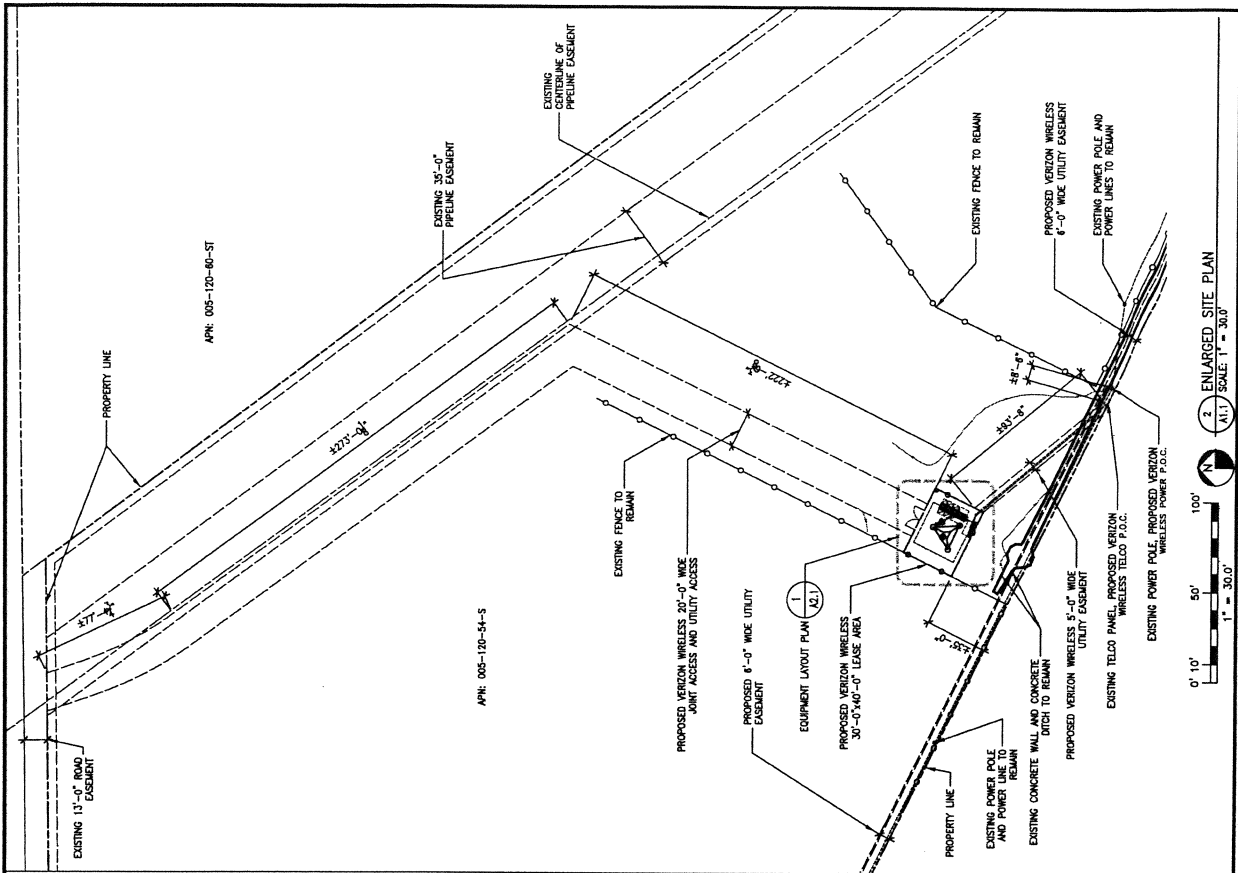 PROPERTY LINE
APN: 005-120-60-ST
EXISTING
CENTERLINE OF
PIPELINE EASEMENT
EXISTING 35'-0"
PIPELINE EASEMENT
EXISTING 13'-0" ROAD
EASEMENT
±273'-0
±222'
APN: 005-120-54-S
EXISTING FENCE TO
REMAIN
EXISTING FENCE TO REMAIN
PROPOSED VERIZON WIRELESS
6'-0" WIDE UTILITY EASEMENT
EXISTING POWER POLE AND
POWER LINES TO REMAIN
±8'-6"
±93'-8"
PROPOSED VERIZON WIRELESS 20'-0" WIDE
JOINT ACCESS AND UTILITY ACCESS
PROPOSED 6'-0" WIDE UTILITY
EASEMENT
EQUIPMENT LAYOUT PLAN
1
A2.1
PROPOSED VERIZON WIRELESS
30'-0"x40'-0" LEASE AREA
±35'-0"
PROPERTY LINE
EXISTING POWER POLE
AND POWER LINE TO
REMAIN
EXISTING CONCRETE WALL AND CONCRETE
DITCH TO REMAIN
PROPOSED VERIZON WIRELESS 5'-0" WIDE
UTILITY EASEMENT
EXISTING TELCO PANEL, PROPOSED VERIZON
WIRELESS TELCO P.O.C.
EXISTING POWER POLE, PROPOSED VERIZON
WIRELESS POWER P.O.C.
0' 10' 50' 100'
1" = 30.0'
N
2
A1.1
ENLARGED SITE PLAN
SCALE: 1" = 30.0'